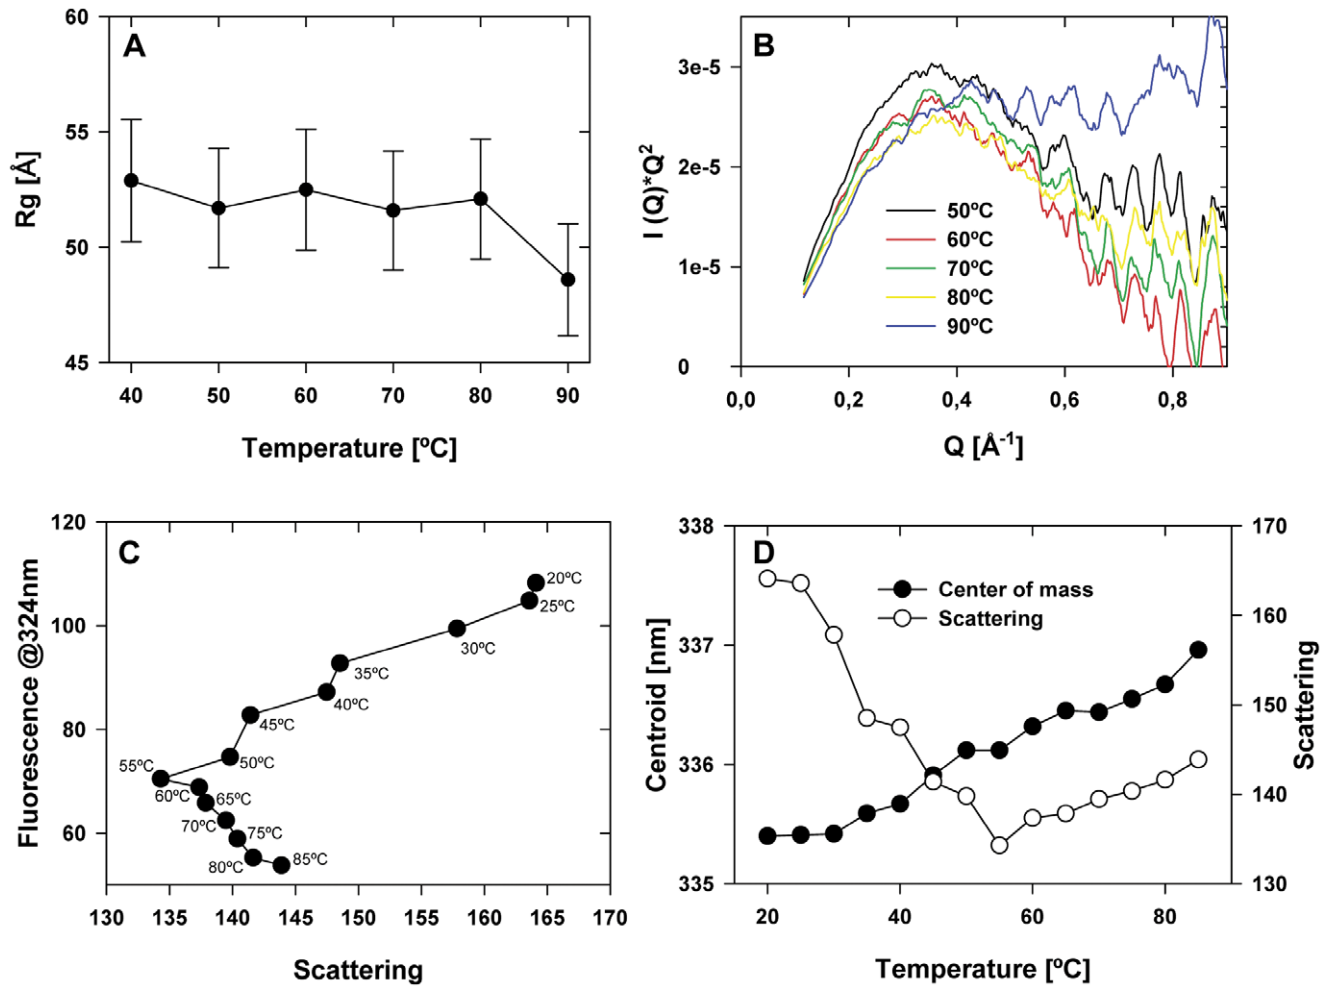 A
60
55
50
45
Rg [Å]
40 50 60 70 80 90
Temperature [ºC]
B
3e-5
2e-5
1e-5
0
I (Q)*Q²
50ºC
60ºC
70ºC
80ºC
90ºC
0,0 0,2 0,4 0,6 0,8
Q [Å⁻¹]
C
120
100
80
60
Fluorescence @324nm
20ºC
25ºC
30ºC
35ºC
40ºC
45ºC
50ºC
55ºC
60ºC
65ºC
70ºC
75ºC
80ºC
85ºC
130 135 140 145 150 155 160 165 170
Scattering
D
338
337
336
335
Centroid [nm]
Center of mass
Scattering
170
160
150
140
130
Scattering
20 40 60 80
Temperature [ºC]